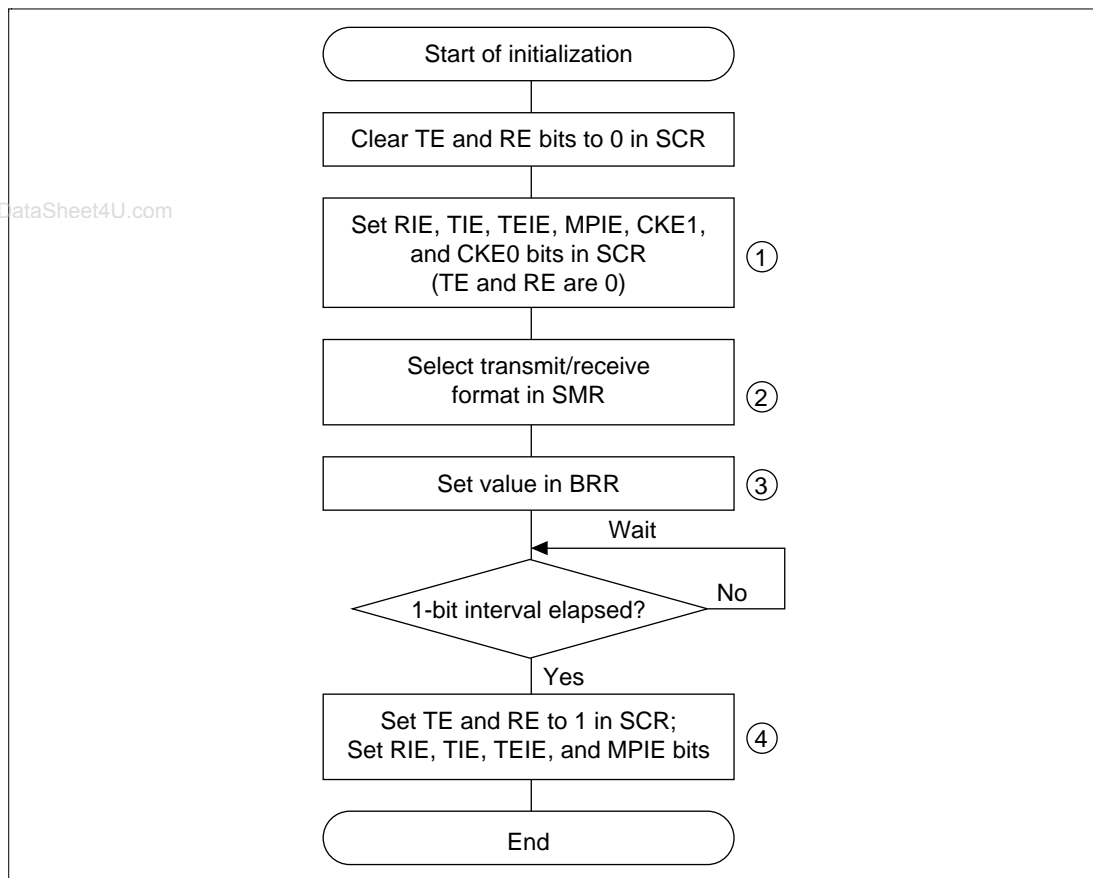 Start of initialization
Clear TE and RE bits to 0 in SCR
DataSheet4U.com
Set RIE, TIE, TEIE, MPIE, CKE1,
and CKE0 bits in SCR
(TE and RE are 0)
1
Select transmit/receive
format in SMR
2
Set value in BRR
3
Wait
1-bit interval elapsed?
No
Yes
Set TE and RE to 1 in SCR;
Set RIE, TIE, TEIE, and MPIE bits
4
End